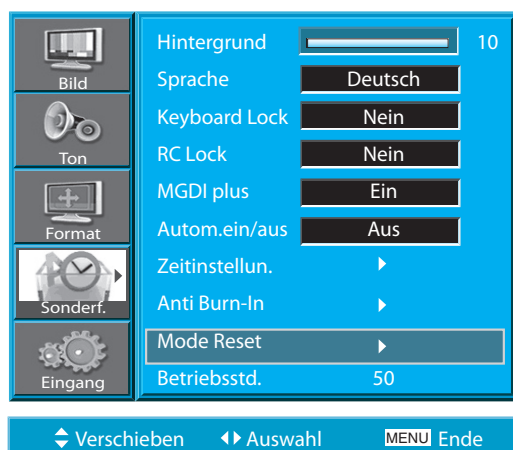 Bild
Ton
Format
Sonderf.
Eingang
Hintergrund 10
Sprache Deutsch
Keyboard Lock Nein
RC Lock Nein
MGDI plus Ein
Autom.ein/aus Aus
Zeitinstellun.
Anti Burn-In
Mode Reset
Betriebsstd. 50
Verschieben Auswahl MENU Ende